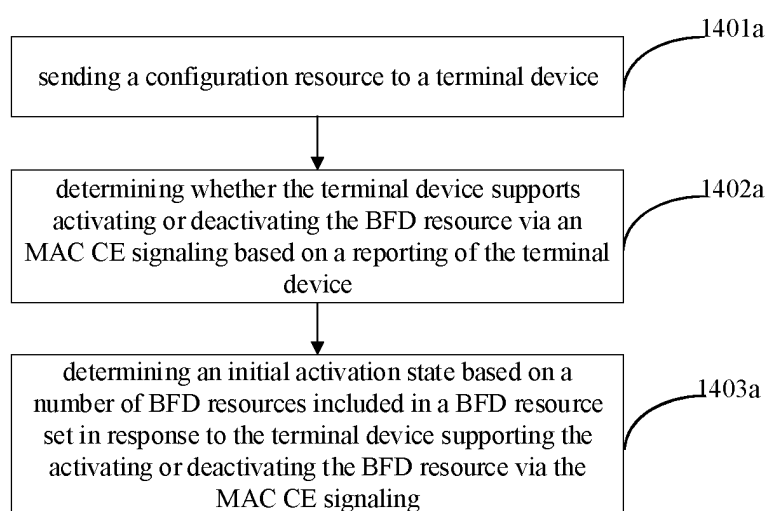 1401a
sending a configuration resource to a terminal device
1402a
determining whether the terminal device supports
activating or deactivating the BFD resource via an
MAC CE signaling based on a reporting of the terminal
device
1403a
determining an initial activation state based on a
number of BFD resources included in a BFD resource
set in response to the terminal device supporting the
activating or deactivating the BFD resource via the
MAC CE signaling